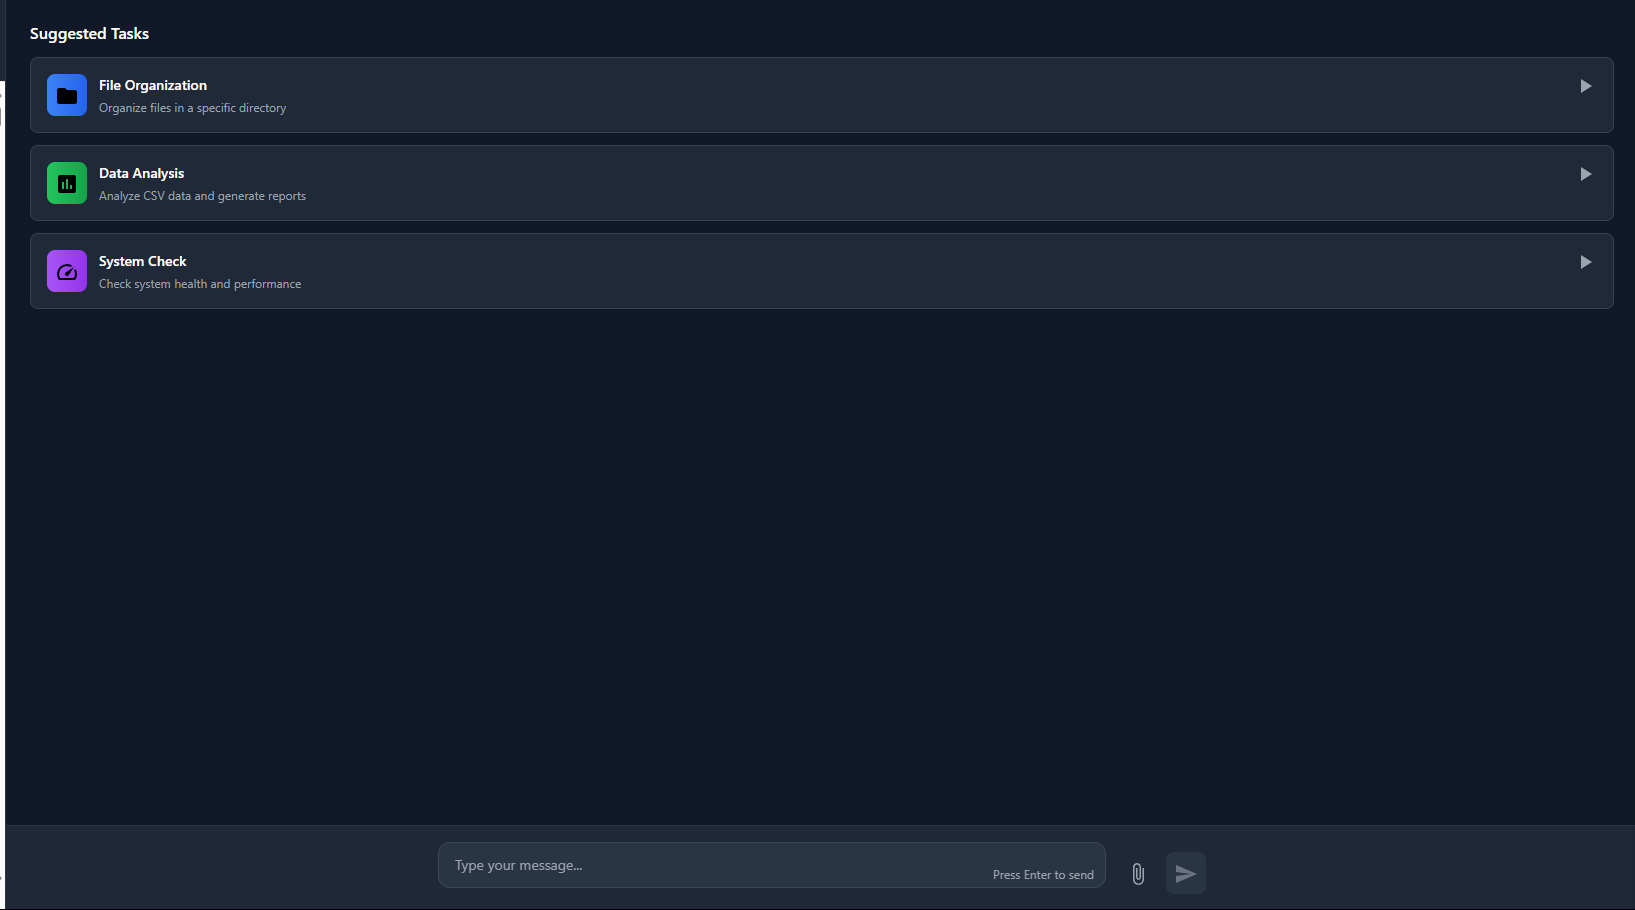 Suggested Tasks
File Organization
Organize files in a specific directory
Data Analysis
Analyze CSV data and generate reports
System Check
Check system health and performance
Type your message...
Press Enter to send